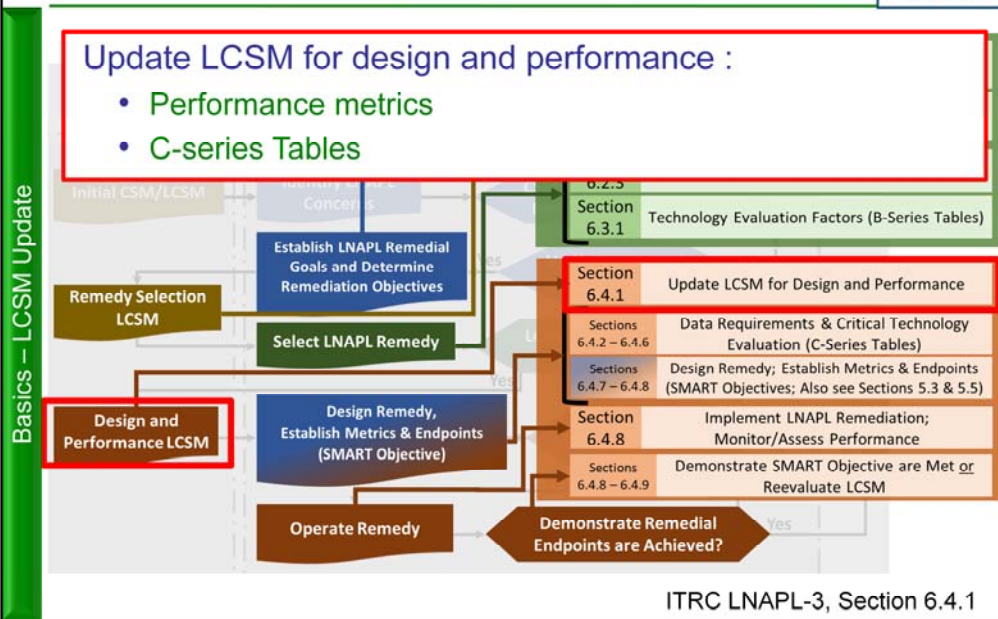 Update LCSM for design and performance :
• Performance metrics
• C-series Tables
Basics – LCSM Update
Initial CSM/LCSM
Concerns
6.2.3
Section
6.3.1
Technology Evaluation Factors (B-Series Tables)
Establish LNAPL Remedial
Goals and Determine
Remediation Objectives
Yes
Remedy Selection
LCSM
Select LNAPL Remedy
Yes
Section
6.4.1
Update LCSM for Design and Performance
Sections
6.4.2 – 6.4.6
Data Requirements & Critical Technology
Evaluation (C-Series Tables)
Sections
6.4.7 – 6.4.8
Design Remedy; Establish Metrics & Endpoints
(SMART Objectives; Also see Sections 5.3 & 5.5)
Design and
Performance LCSM
Design Remedy,
Establish Metrics & Endpoints
(SMART Objective)
Section
6.4.8
Implement LNAPL Remediation;
Monitor/Assess Performance
Sections
6.4.8 – 6.4.9
Demonstrate SMART Objective are Met or
Reevaluate LCSM
Operate Remedy
Demonstrate Remedial
Endpoints are Achieved?
Yes
ITRC LNAPL-3, Section 6.4.1